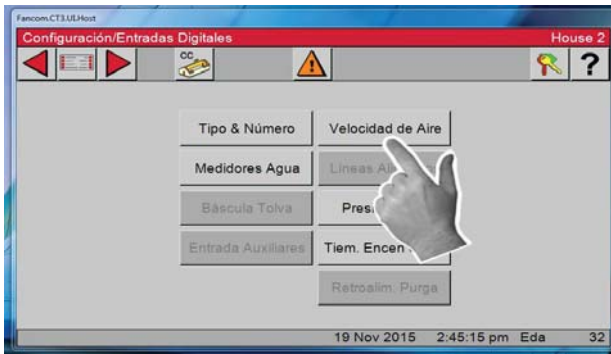 Fancom.CT3.ULHost
Configuración/Entradas Digitales House 2
CC
?
Tipo & Número Velocidad de Aire
Medidores Agua Líneas
Báscula Tolva
Entrada Auxiliares Tiem. Encen
Retroalim. Purga
19 Nov 2015 2:45:15 pm Eda 32